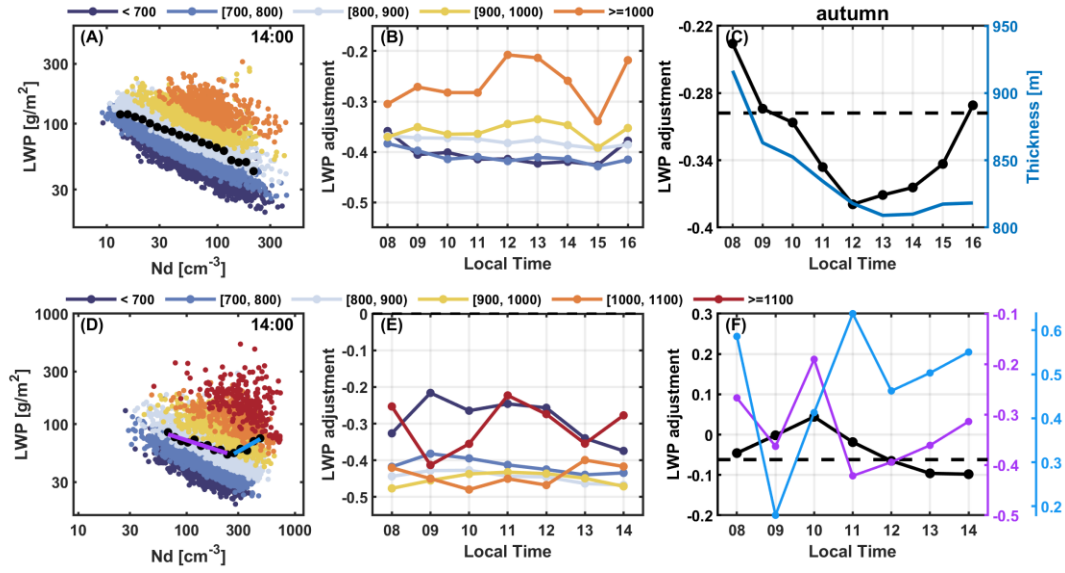 < 700 [700, 800) [800, 900) [900, 1000) >=1000
autumn
(A) 14:00
300
100
30
LWP [g/m²]
10 30 100 300
Nd [cm⁻³]
(B)
-0.2
-0.3
-0.4
-0.5
LWP adjustment
08 09 10 11 12 13 14 15 16
Local Time
(C)
-0.22
-0.28
-0.34
-0.4
LWP adjustment
08 09 10 11 12 13 14 15 16
Local Time
950
900
850
800
Thickness [m]
< 700 [700, 800) [800, 900) [900, 1000) [1000, 1100) >=1100
(D) 14:00
1000
300
100
30
LWP [g/m²]
30 100 300 1000
Nd [cm⁻³]
(E)
0
-0.1
-0.2
-0.3
-0.4
-0.5
LWP adjustment
08 09 10 11 12 13 14
Local Time
(F)
0.3
0.2
0.1
0
-0.1
-0.2
LWP adjustment
08 09 10 11 12 13 14
Local Time
-0.1
-0.2
-0.3
-0.4
-0.5
0.6
0.5
0.4
0.3
0.2